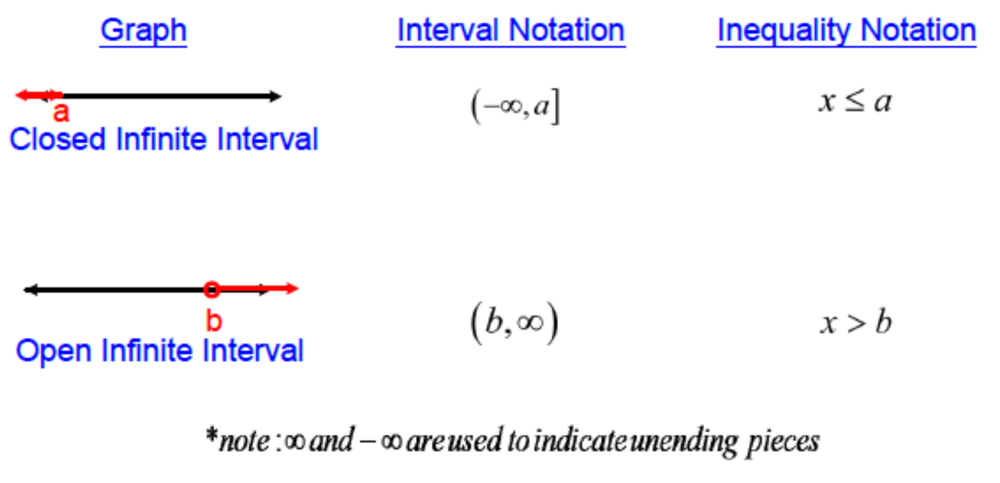 Graph Interval Notation Inequality Notation
(−∞, a] x ≤ a
a
Closed Infinite Interval
b (b, ∞) x > b
Open Infinite Interval
*note : ∞ and − ∞ are used to indicate unending pieces